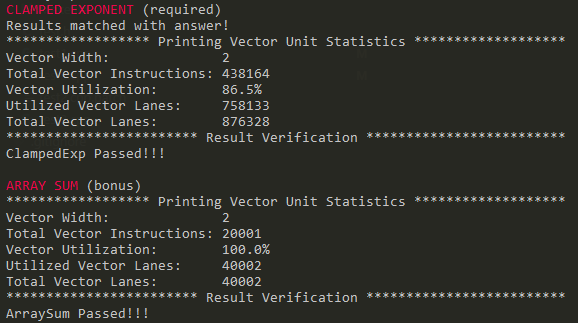 CLAMPED EXPONENT (required)
Results matched with answer!
****************** Printing Vector Unit Statistics *******************
Vector Width:              2
Total Vector Instructions: 438164
Vector Utilization:        86.5%
Utilized Vector Lanes:     758133
Total Vector Lanes:        876328
************************ Result Verification *************************
ClampedExp Passed!!!

ARRAY SUM (bonus)
****************** Printing Vector Unit Statistics *******************
Vector Width:              2
Total Vector Instructions: 20001
Vector Utilization:        100.0%
Utilized Vector Lanes:     40002
Total Vector Lanes:        40002
************************ Result Verification *************************
ArraySum Passed!!!